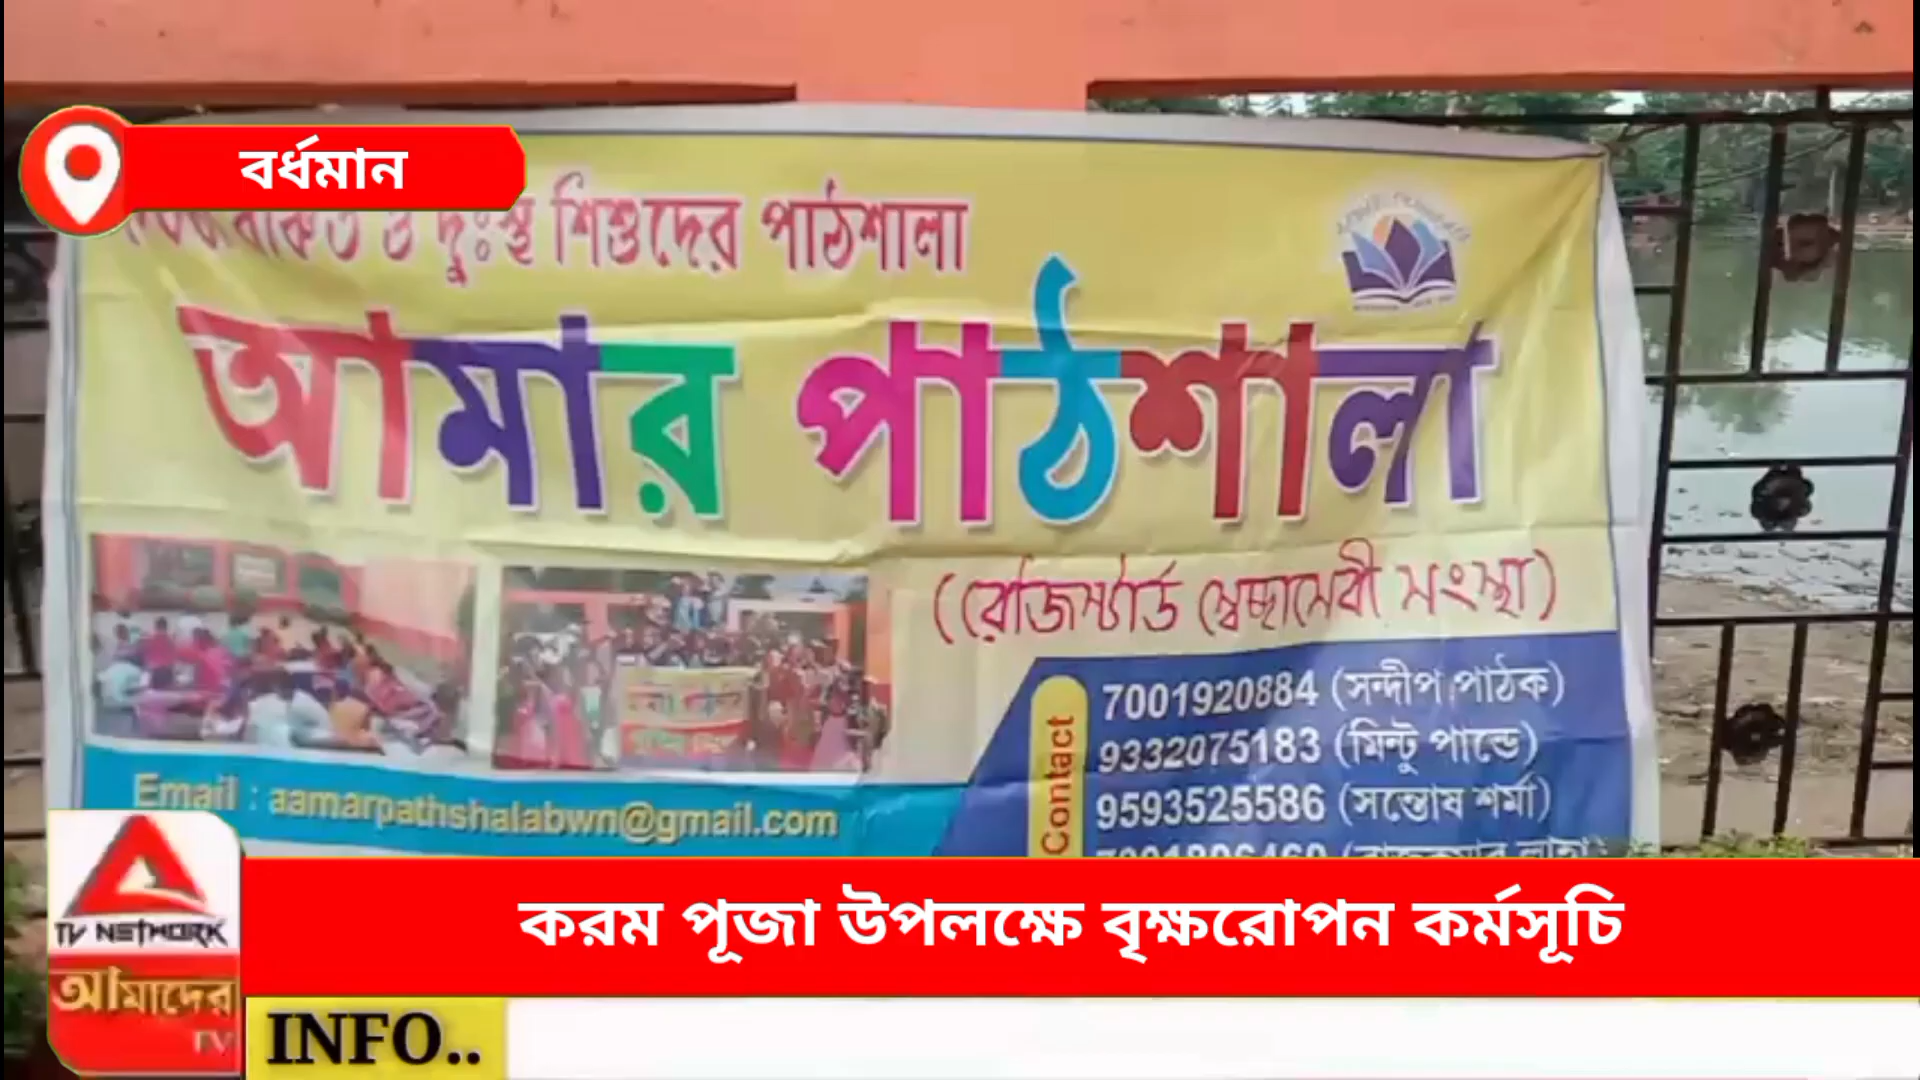 বর্ধমান
ও দুঃস্থ শিশুদের পাঠশালা
আমার পাঠশালা
(রেজিস্টার্ড স্বেচ্ছাসেবী সংস্থা)
Contact
7001920884 (সন্দীপ পাঠক)
9332075183 (মিন্টু পান্ডে)
9593525586 (সন্তোষ শর্মা)
Email : aamarpathshalabwn@gmail.com
TV NETWORK
আমাদের
TV
করম পূজা উপলক্ষে বৃক্ষরোপন কর্মসূচি
INFO..